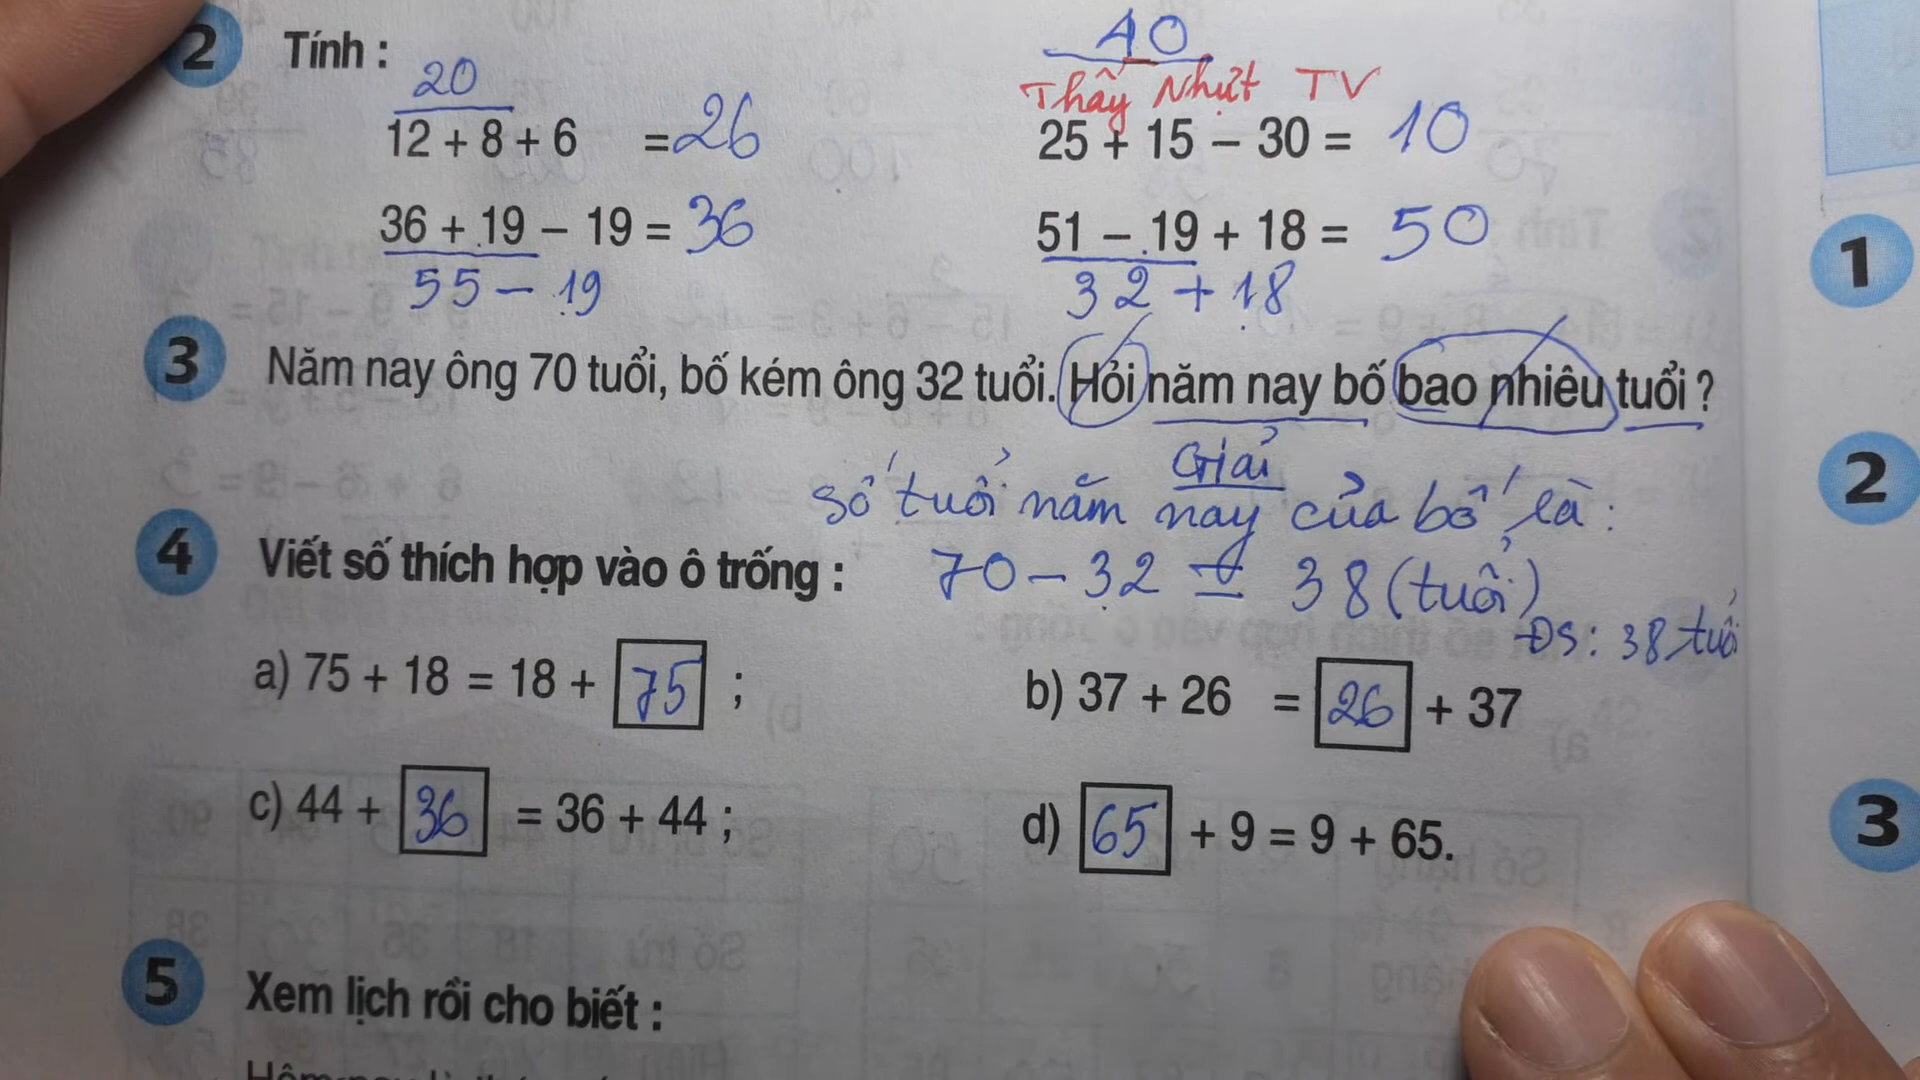 2 Tính :
20
12 + 8 + 6 = 26
40
Thầy Nhựt TV
25 + 15 – 30 = 10
36 + 19 – 19 = 36
55 – 19
51 – 19 + 18 = 50
32 + 18
3 Năm nay ông 70 tuổi, bố kém ông 32 tuổi. Hỏi năm nay bố bao nhiêu tuổi ?
Giải
Số tuổi năm nay của bố là :
70 – 32 = 38 (tuổi)
ĐS : 38 tuổi
4 Viết số thích hợp vào ô trống :
a) 75 + 18 = 18 + 75 ;
b) 37 + 26 = 26 + 37
c) 44 + 36 = 36 + 44 ;
d) 65 + 9 = 9 + 65.
5 Xem lịch rồi cho biết :
1
2
3